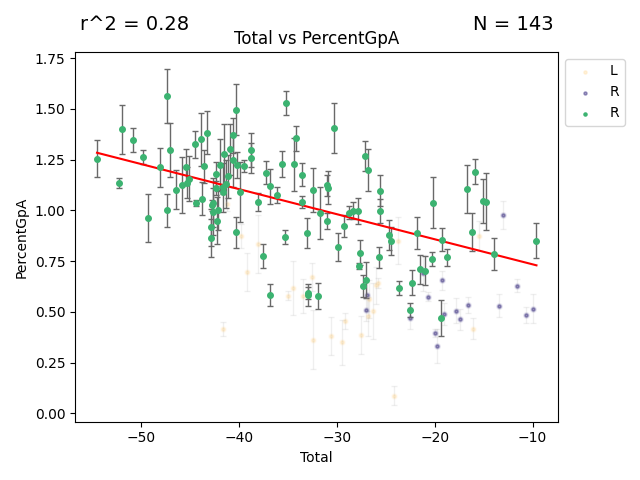 r^2 = 0.28
N = 143
Total vs PercentGpA
1.75
1.50
1.25
1.00
0.75
0.50
0.25
0.00
PercentGpA
−50
−40
−30
−20
−10
Total
L
R
R